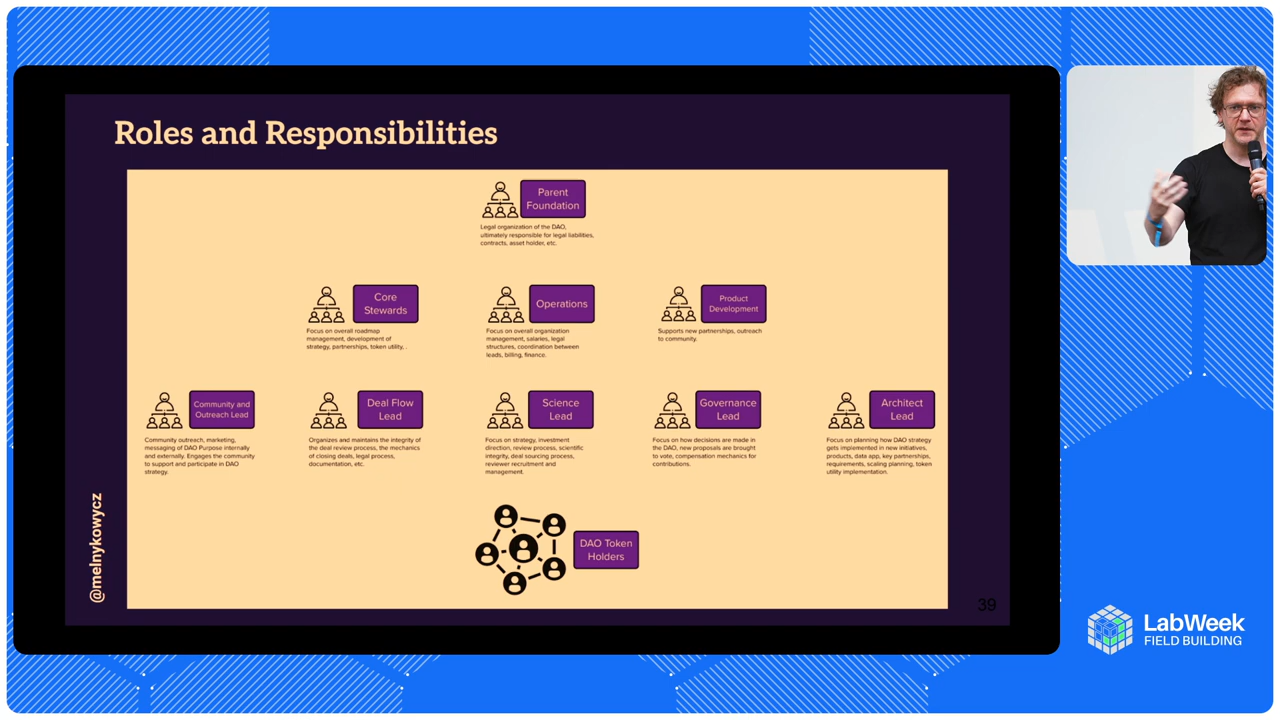 Roles and Responsibilities
Parent
Foundation
Legal organization of the DAO,
ultimately responsible for legal liabilities,
contracts, asset holder, etc.
Core
Stewards
Focus on overall roadmap
management, development of
strategy, partnerships, token utility, .
Operations
Focus on overall organization
management, salaries, legal
structures, coordination between
leads, billing, finance.
Product
Development
Supports new partnerships, outreach
to community.
Community and
Outreach Lead
Community outreach, marketing,
messaging of DAO Purpose internally
and externally. Engages the community
to support and participate in DAO
strategy.
Deal Flow
Lead
Organizes and maintains the integrity of
the deal review process, the mechanics
of closing deals, legal process,
documentation, etc.
Science
Lead
Focus on strategy, investment
direction, review process, scientific
integrity, deal sourcing process,
reviewer recruitment and
management.
Governance
Lead
Focus on how decisions are made in
the DAO, new proposals are brought
to vote, compensation mechanics for
contributions.
Architect
Lead
Focus on planning how DAO strategy
gets implemented in new initiatives,
products, data app, key partnerships,
requirements, scaling planning, token
utility implementation.
DAO Token
Holders
@melnykowycz
39
LabWeek
FIELD BUILDING